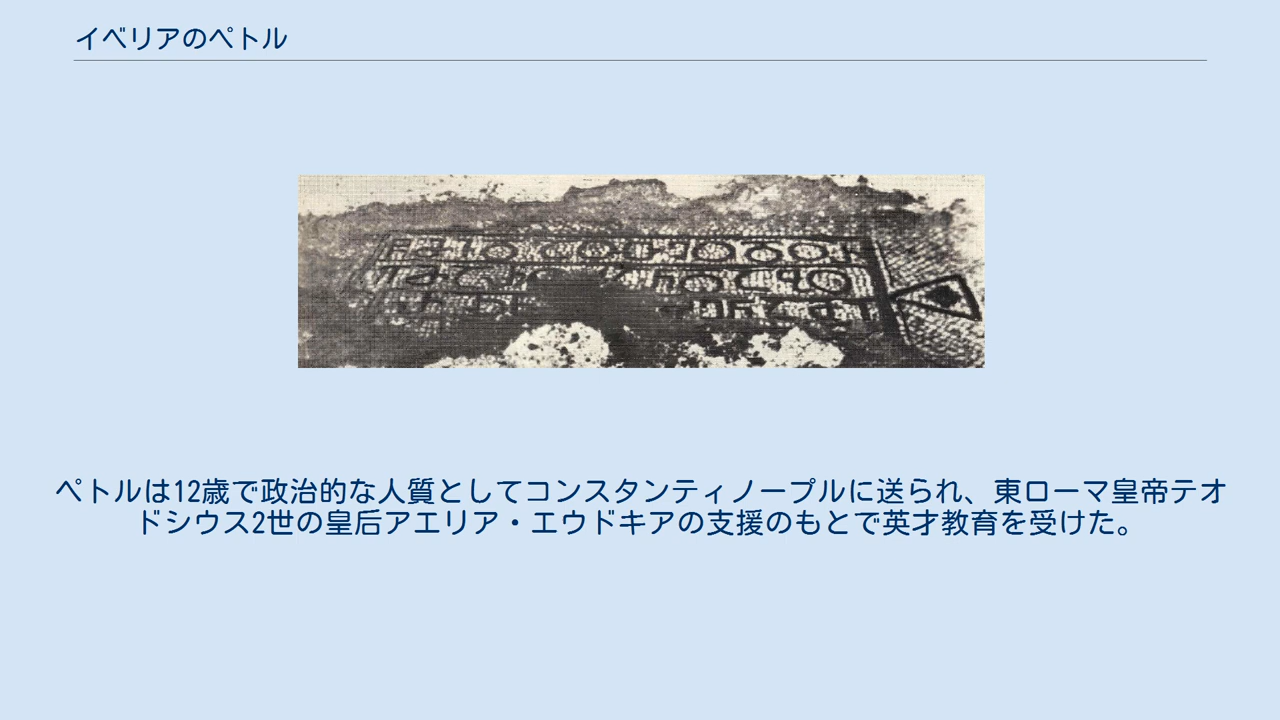 イベリアのペトル
ペトルは12歳で政治的な人質としてコンスタンティノープルに送られ、東ローマ皇帝テオ
ドシウス2世の皇后アエリア・エウドキアの支援のもとで英才教育を受けた。